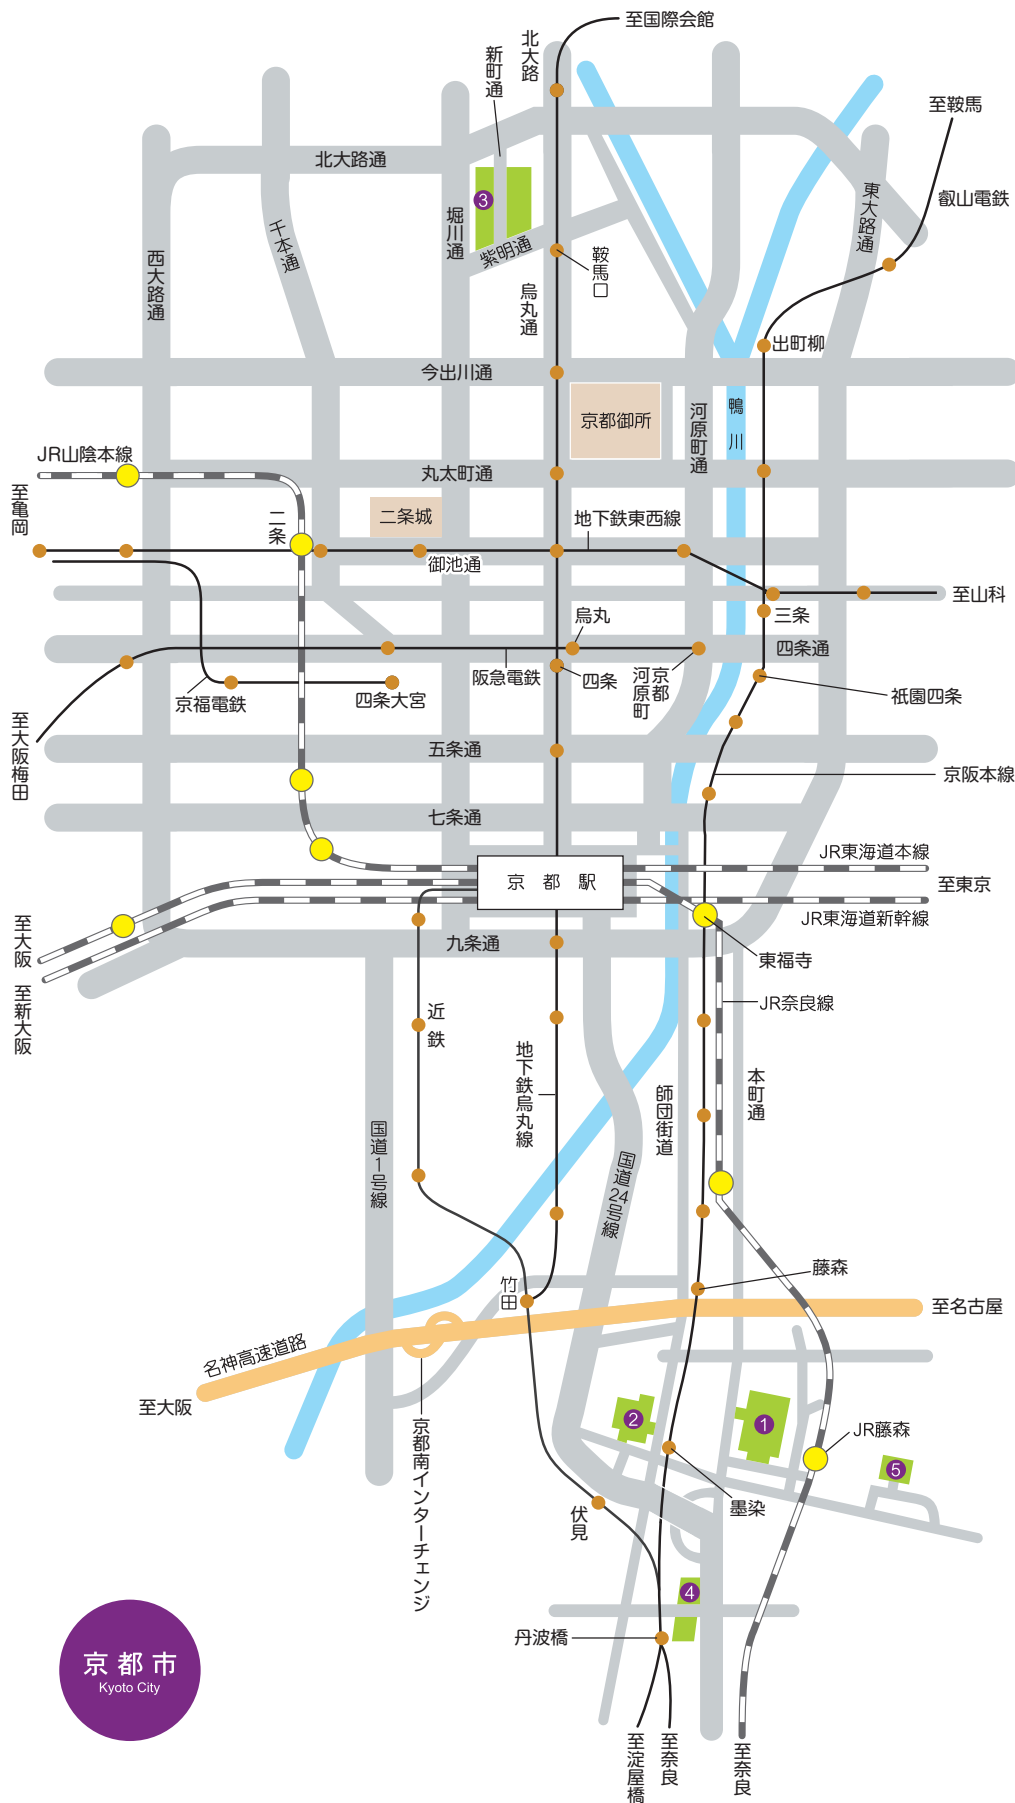 至国際会館
北大路
新町通
至鞍馬
北大路通
叡山電鉄
東大路通
3
堀川通
千本通
紫明通
鞍馬口
西大路通
烏丸通
出町柳
今出川通
京都御所
河原町通
鴨川
JR山陰本線
丸太町通
至亀岡
二条
二条城
地下鉄東西線
御池通
至山科
烏丸
三条
四条通
阪急電鉄
四条
京都
河原町
京福電鉄
四条大宮
祇園四条
至大阪梅田
五条通
京阪本線
七条通
JR東海道本線
京都駅
至東京
JR東海道新幹線
至大阪
九条通
東福寺
至新大阪
近鉄
JR奈良線
地下鉄烏丸線
本町通
師団街道
国道1号線
国道24号線
藤森
竹田
至名古屋
名神高速道路
至大阪
2
1
京都南インターチェンジ
JR藤森
5
墨染
伏見
4
丹波橋
京都市
Kyoto City
至淀屋橋
至奈良
至奈良